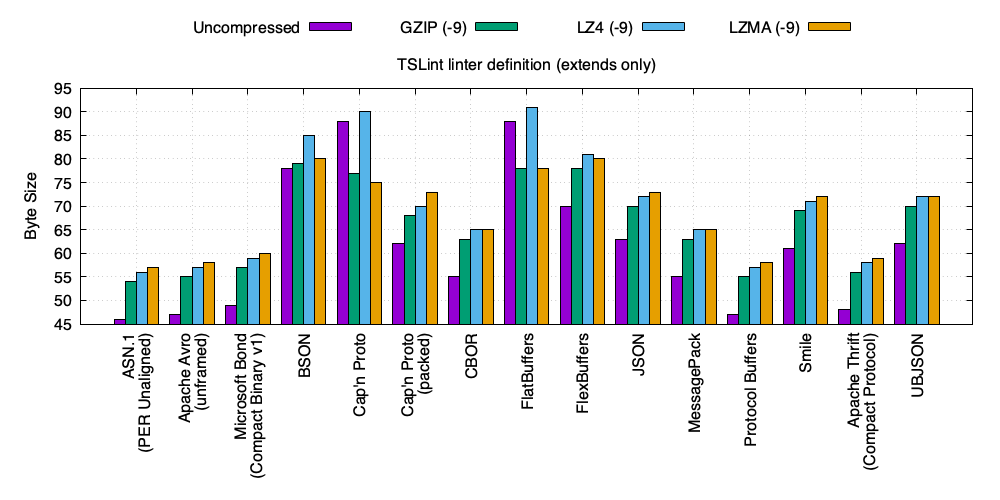 Uncompressed GZIP (-9) LZ4 (-9) LZMA (-9)
TSLint linter definition (extends only)
Byte Size
95
90
85
80
75
70
65
60
55
50
45
ASN.1
(PER Unaligned)
Apache Avro
(unframed)
Microsoft Bond
(Compact Binary v1)
BSON
Cap'n Proto
Cap'n Proto
(packed)
CBOR
FlatBuffers
FlexBuffers
JSON
MessagePack
Protocol Buffers
Smile
Apache Thrift
(Compact Protocol)
UBJSON